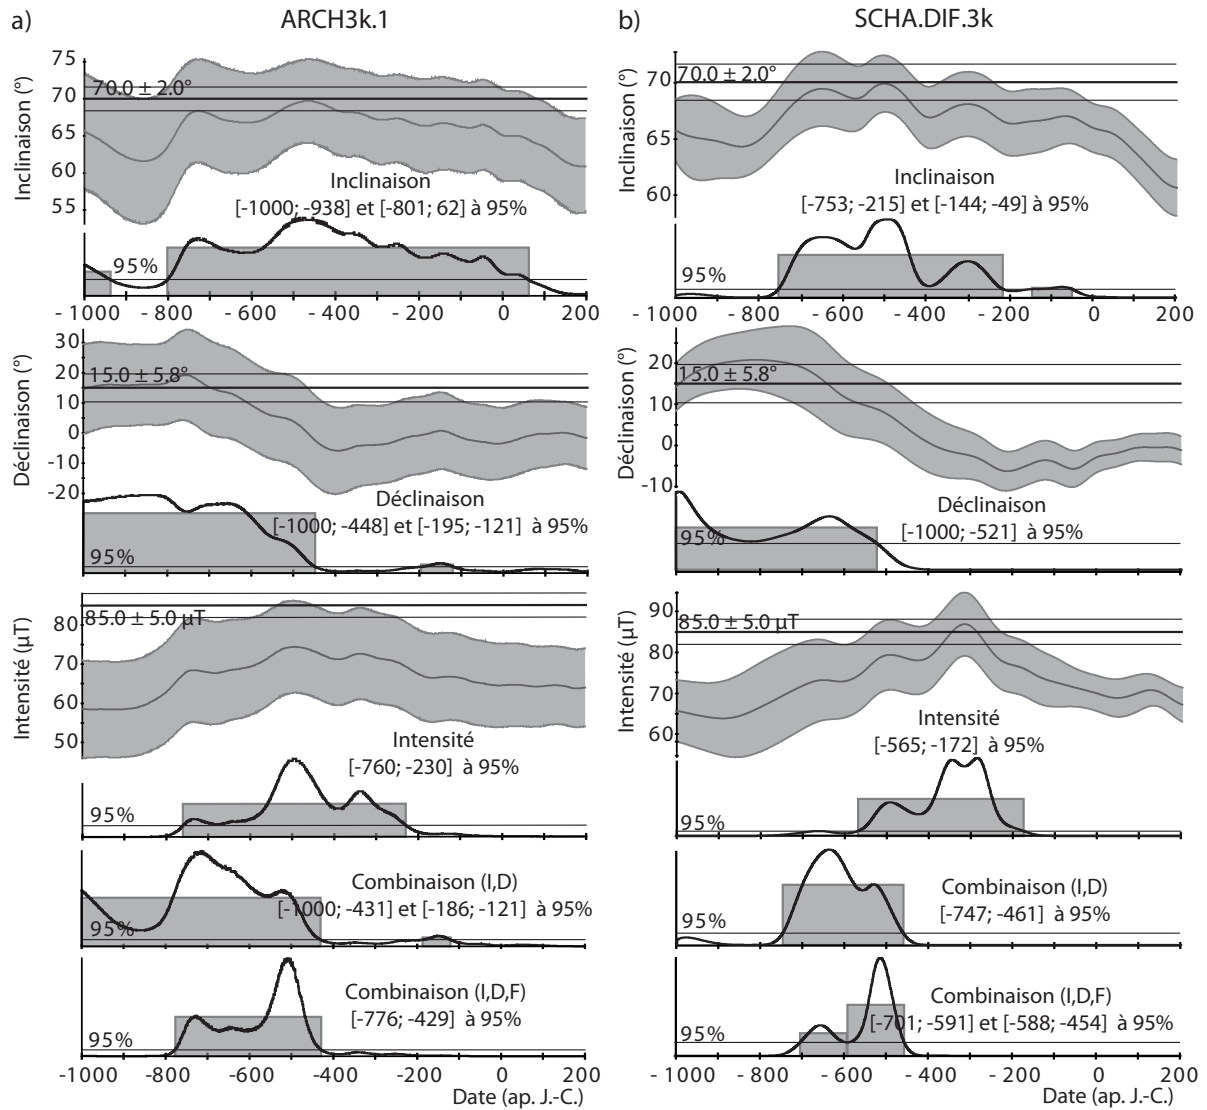 a)
ARCH3k.1
Inclinaison (°)
75
70
65
60
55
70.0 ± 2.0°
Inclinaison
[-1000; -938] et [-801; 62] à 95%
95%
- 1000 - 800 - 600 - 400 - 200 0 200
Déclinaison (°)
30
20
10
0
-10
-20
15.0 ± 5.8°
Déclinaison
[-1000; -448] et [-195; -121] à 95%
95%
Intensité (µT)
80
70
60
50
85.0 ± 5.0 µT
Intensité
[-760; -230] à 95%
95%
Combinaison (I,D)
[-1000; -431] et [-186; -121] à 95%
95%
Combinaison (I,D,F)
[-776; -429] à 95%
95%
-1000 -800 -600 -400 -200 0 200
Date (ap. J.-C.)
b)
SCHA.DIF.3k
Inclinaison (°)
70
65
60
70.0 ± 2.0°
Inclinaison
[-753; -215] et [-144; -49] à 95%
95%
- 1000 - 800 - 600 - 400 - 200 0 200
Déclinaison (°)
20
10
0
-10
15.0 ± 5.8°
Déclinaison
[-1000; -521] à 95%
95%
Intensité (µT)
90
80
70
60
85.0 ± 5.0 µT
Intensité
[-565; -172] à 95%
95%
Combinaison (I,D)
[-747; -461] à 95%
95%
Combinaison (I,D,F)
[-701; -591] et [-588; -454] à 95%
95%
- 1000 - 800 - 600 - 400 - 200 0 200
Date (ap. J.-C.)